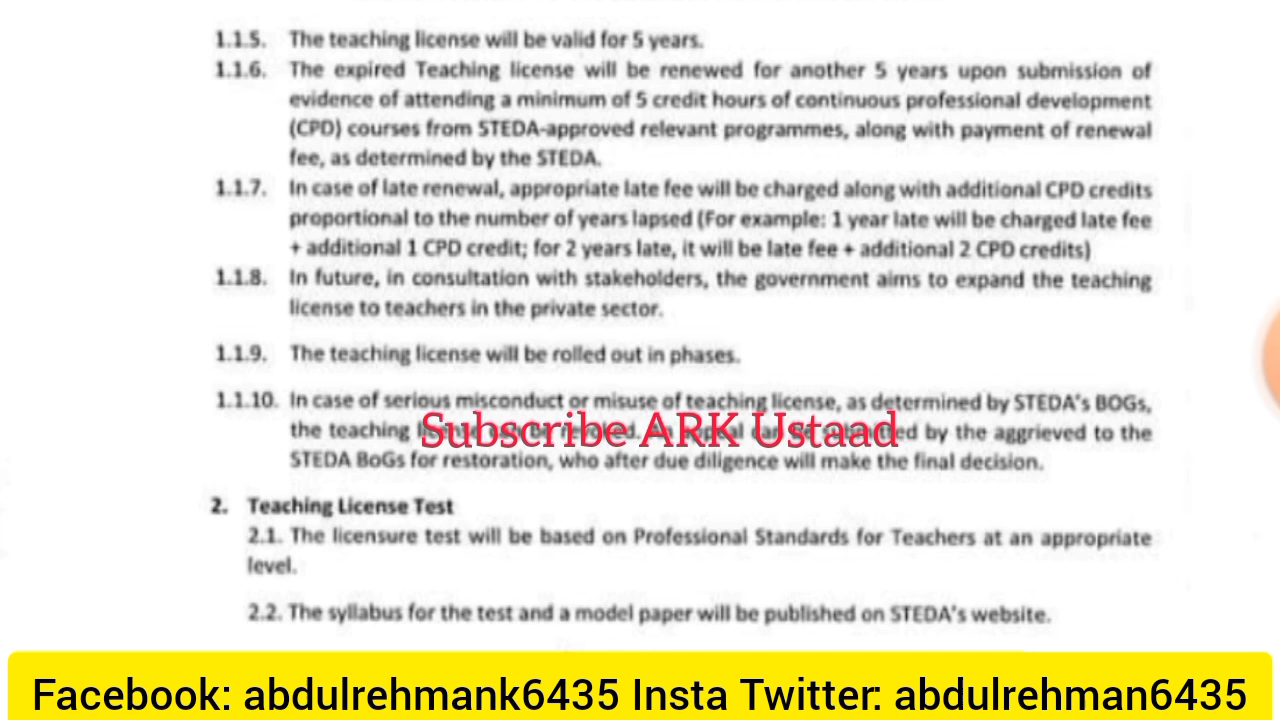 1.1.5. The teaching license will be valid for 5 years.
1.1.6. The expired Teaching license will be renewed for another 5 years upon submission of
evidence of attending a minimum of 5 credit hours of continuous professional development
(CPD) courses from STEDA-approved relevant programmes, along with payment of renewal
fee, as determined by the STEDA.
1.1.7. In case of late renewal, appropriate late fee will be charged along with additional CPD credits
proportional to the number of years lapsed (For example: 1 year late will be charged late fee
+ additional 1 CPD credit; for 2 years late, it will be late fee + additional 2 CPD credits)
1.1.8. In future, in consultation with stakeholders, the government aims to expand the teaching
license to teachers in the private sector.
1.1.9. The teaching license will be rolled out in phases.
1.1.10. In case of serious misconduct or misuse of teaching license, as determined by STEDA's BOGs,
the teaching by the aggrieved to the
Subscribe ARK Ustaad
STEDA BoGs for restoration, who after due diligence will make the final decision.
2. Teaching License Test
2.1. The licensure test will be based on Professional Standards for Teachers at an appropriate
level.
2.2. The syllabus for the test and a model paper will be published on STEDA's website.
Facebook: abdulrehmank6435 Insta Twitter: abdulrehman6435